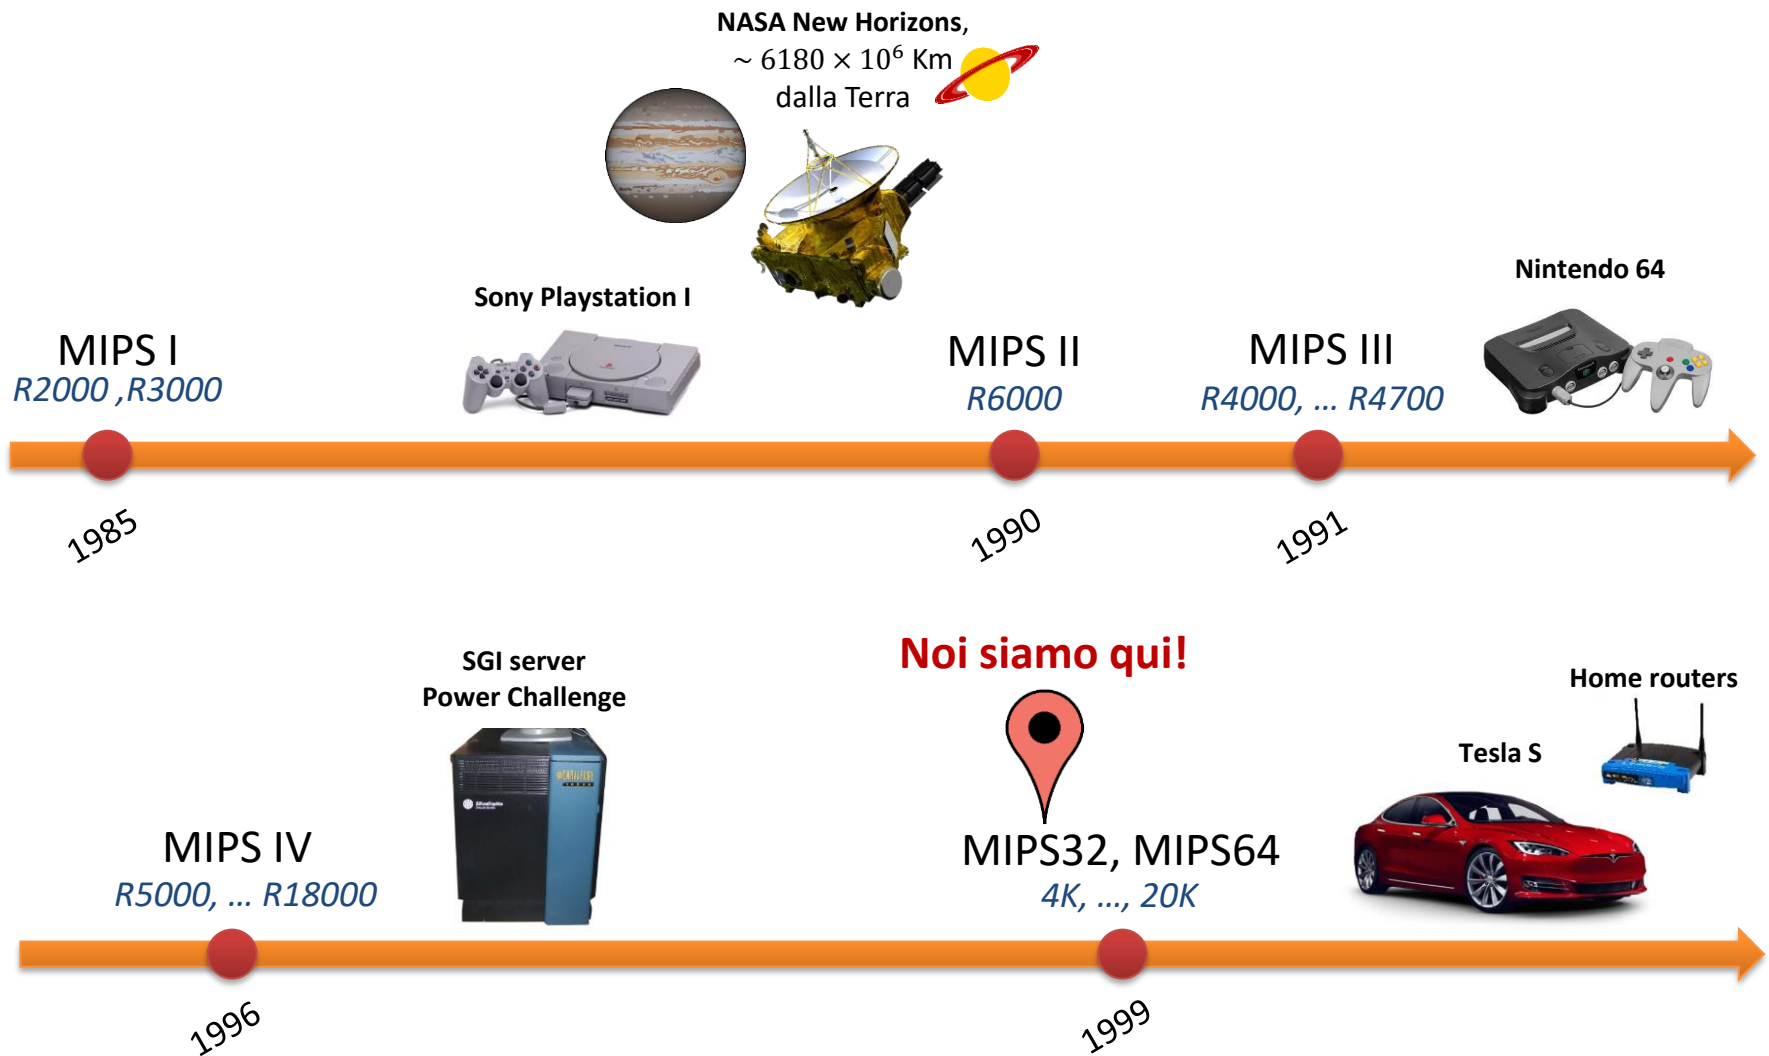 NASA New Horizons,
~ 6180 × 10⁶ Km
dalla Terra
Sony Playstation I
Nintendo 64
MIPS I
R2000 ,R3000
MIPS II
R6000
MIPS III
R4000, ... R4700
1985
1990
1991
Noi siamo qui!
SGI server
Power Challenge
Home routers
Tesla S
MIPS IV
R5000, ... R18000
MIPS32, MIPS64
4K, ..., 20K
1996
1999